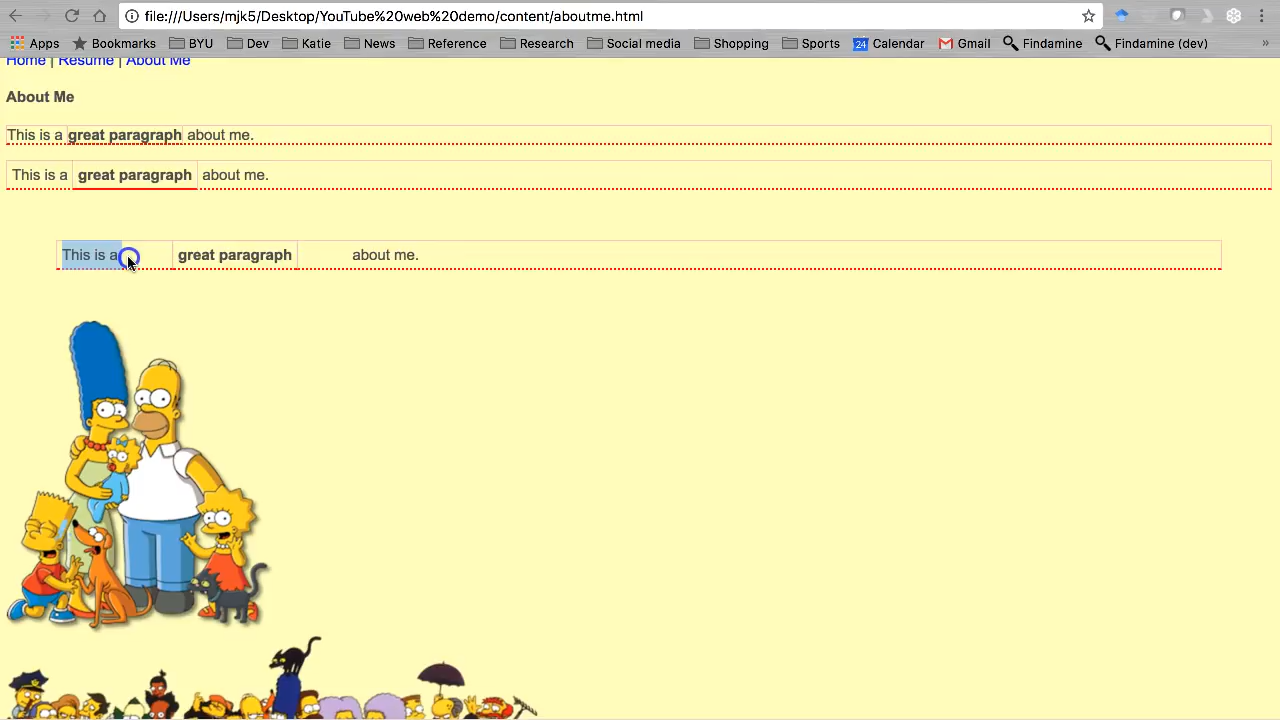 file:///Users/mjk5/Desktop/YouTube%20web%20demo/content/aboutme.html
Apps Bookmarks BYU Dev Katie News Reference Research Social media Shopping Sports 24 Calendar Gmail Findamine Findamine (dev) »
Home | Resume | About Me
About Me
This is a great paragraph about me.
This is a great paragraph about me.
This is a great paragraph about me.